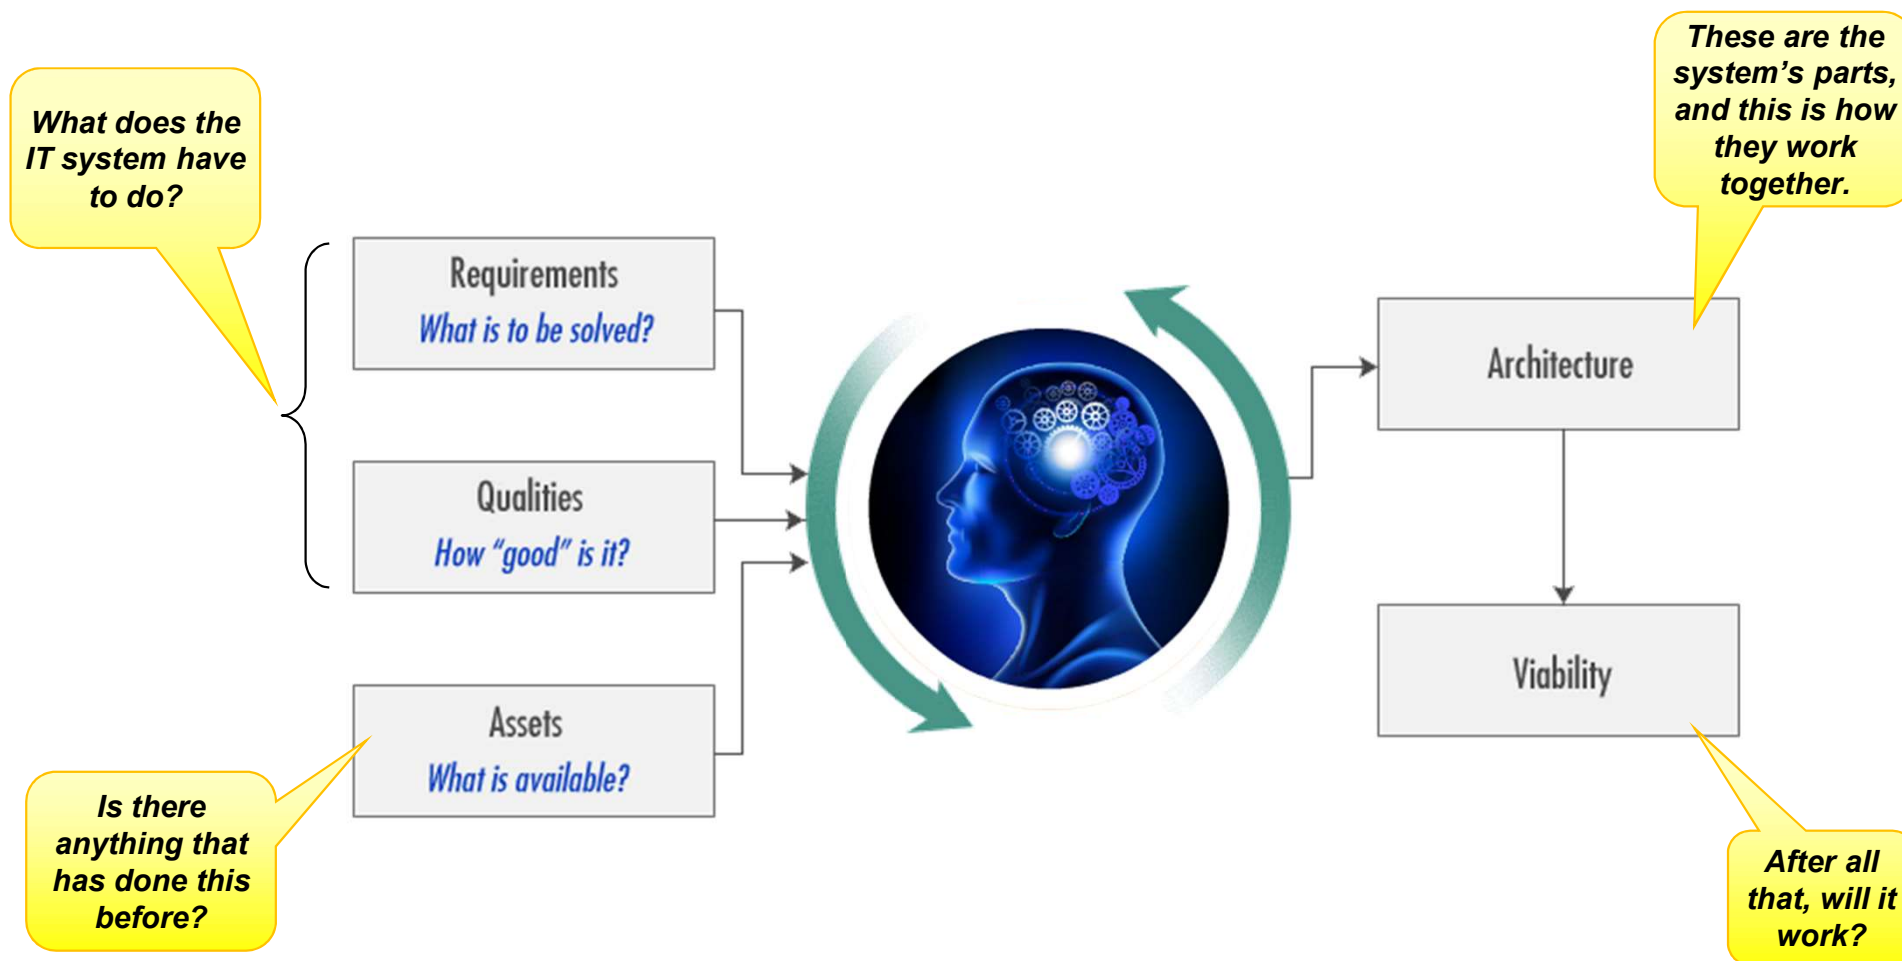 What does the
IT system have
to do?
Requirements
What is to be solved?
Qualities
How “good” is it?
Assets
What is available?
Is there
anything that
has done this
before?
These are the
system’s parts,
and this is how
they work
together.
Architecture
Viability
After all
that, will it
work?